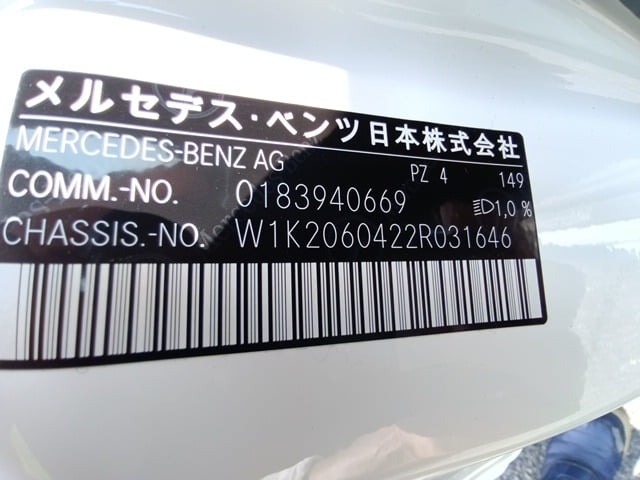 メルセデス・ベンツ日本株式会社
MERCEDES-BENZ AG PZ 4 149
COMM.-NO. 0183940669 1,0 %
CHASSIS.-NO. W1K2060422R031646